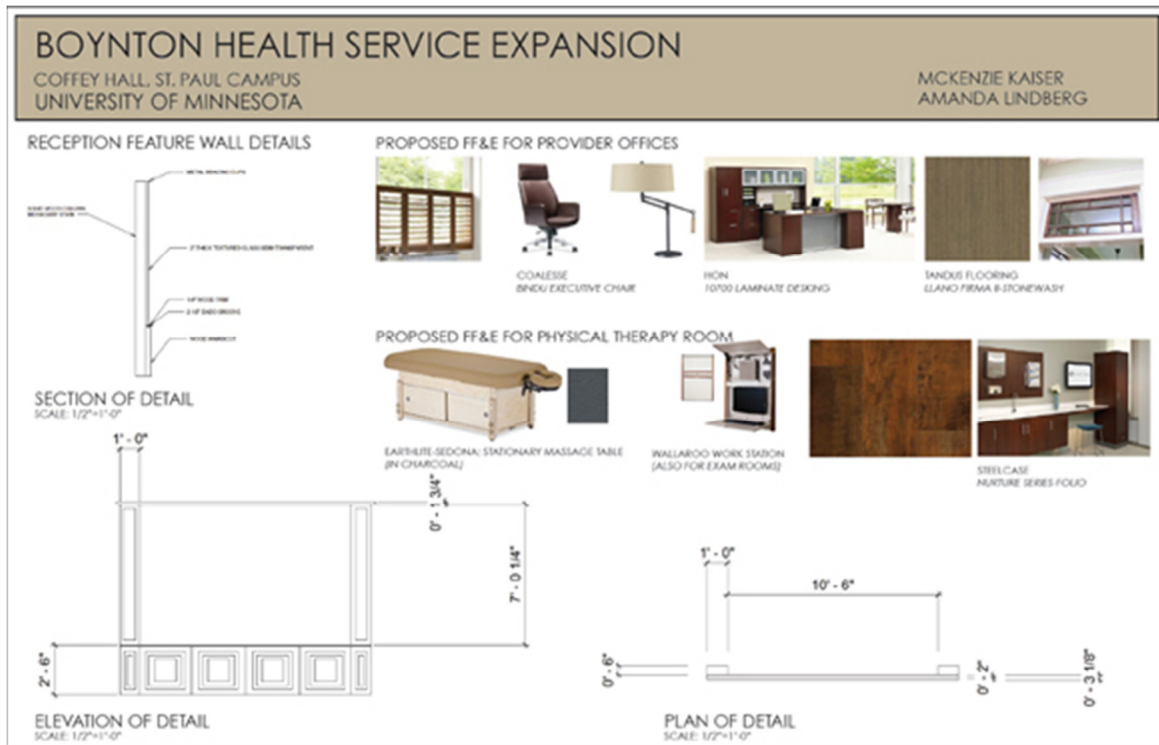 BOYNTON HEALTH SERVICE EXPANSION
COFFEY HALL, ST. PAUL CAMPUS
UNIVERSITY OF MINNESOTA
MCKENZIE KAISER
AMANDA LINDBERG
RECEPTION FEATURE WALL DETAILS
SECTION OF DETAIL
SCALE: 1/2"=1'-0"
PROPOSED FF&E FOR PROVIDER OFFICES
COALESSE
BINDU EXECUTIVE CHAIR
HON
10700 LAMINATE DESKING
TANDUS FLOORING
LLANO FIRMA II-STONEWASH
PROPOSED FF&E FOR PHYSICAL THERAPY ROOM
EARTHLITE-SEDONA; STATIONARY MASSAGE TABLE
(IN CHARCOAL)
WALLAROO WORK STATION
(ALSO FOR EXAM ROOMS)
STEELCASE
NURTURE SERIES-FOLIO
1' - 0"
0' - 1 3/4"
7' - 0 1/4"
2' - 6"
ELEVATION OF DETAIL
SCALE: 1/2"=1'-0"
1' - 0"
10' - 6"
0' - 6"
0' - 2"
0' - 3 1/8"
PLAN OF DETAIL
SCALE: 1/2"=1'-0"